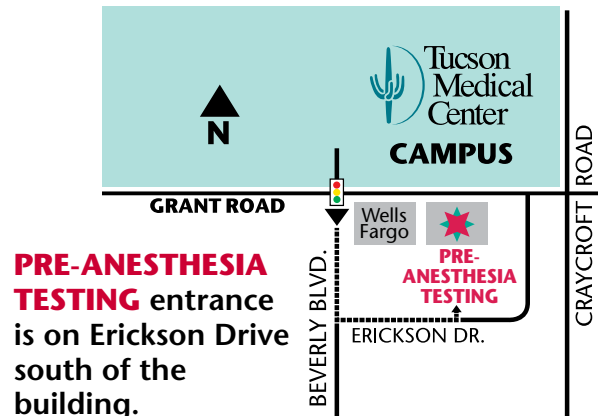 Tucson
Medical
Center
CAMPUS
N
GRANT ROAD
CRAYCROFT ROAD
Wells
Fargo
PRE-
ANESTHESIA
TESTING
BEVERLY BLVD.
ERICKSON DR.
PRE-ANESTHESIA
TESTING entrance
is on Erickson Drive
south of the
building.